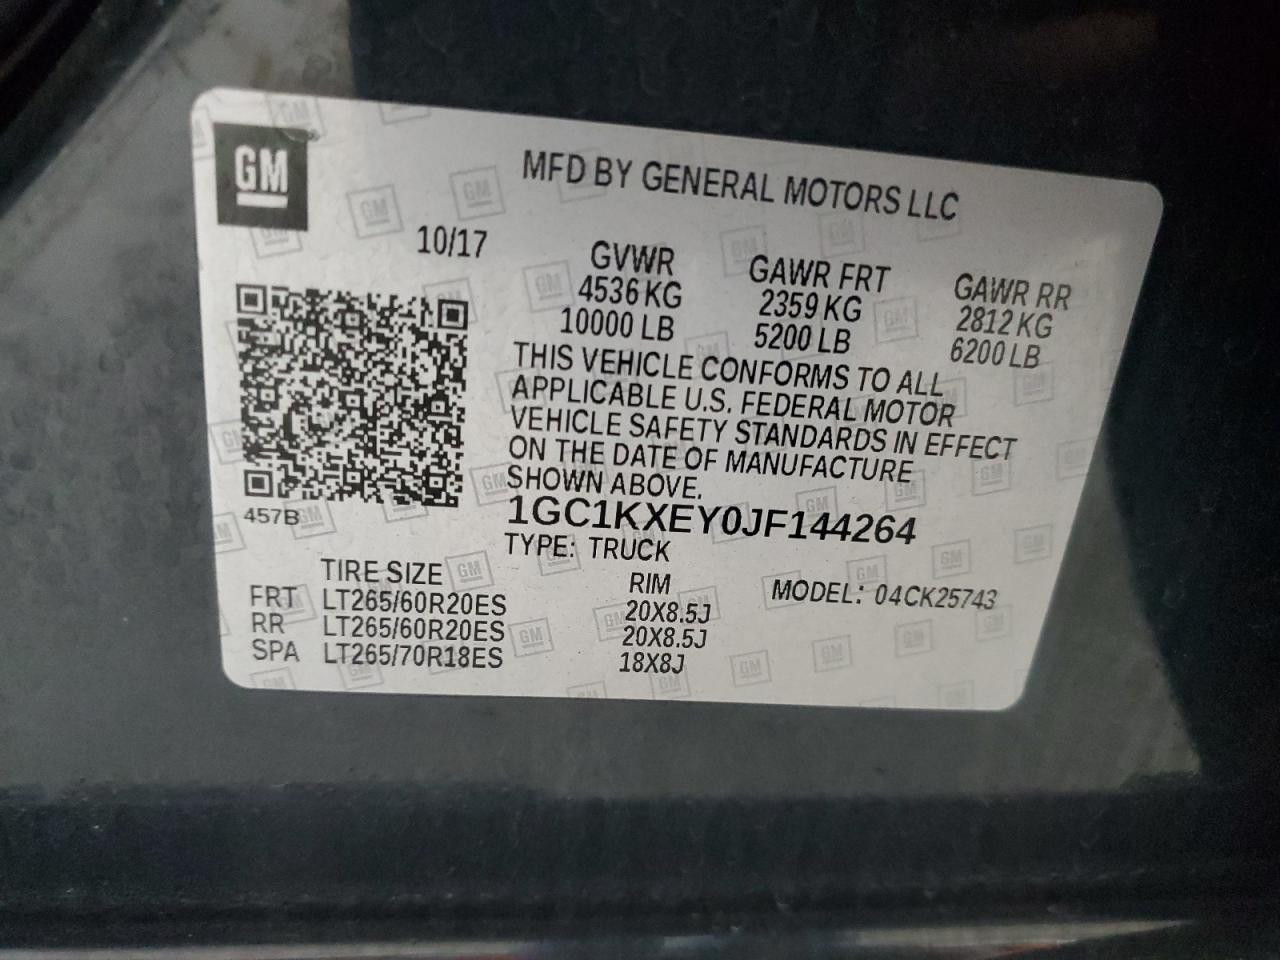 GM
MFD BY GENERAL MOTORS LLC
10/17
GVWR GAWR FRT GAWR RR
4536 KG 2359 KG 2812 KG
10000 LB 5200 LB 6200 LB
THIS VEHICLE CONFORMS TO ALL
APPLICABLE U.S. FEDERAL MOTOR
VEHICLE SAFETY STANDARDS IN EFFECT
ON THE DATE OF MANUFACTURE
SHOWN ABOVE.
457B
1GC1KXEY0JF144264
TYPE: TRUCK
MODEL: 04CK25743
TIRE SIZE RIM
FRT LT265/60R20ES 20X8.5J
RR LT265/60R20ES 20X8.5J
SPA LT265/70R18ES 18X8J